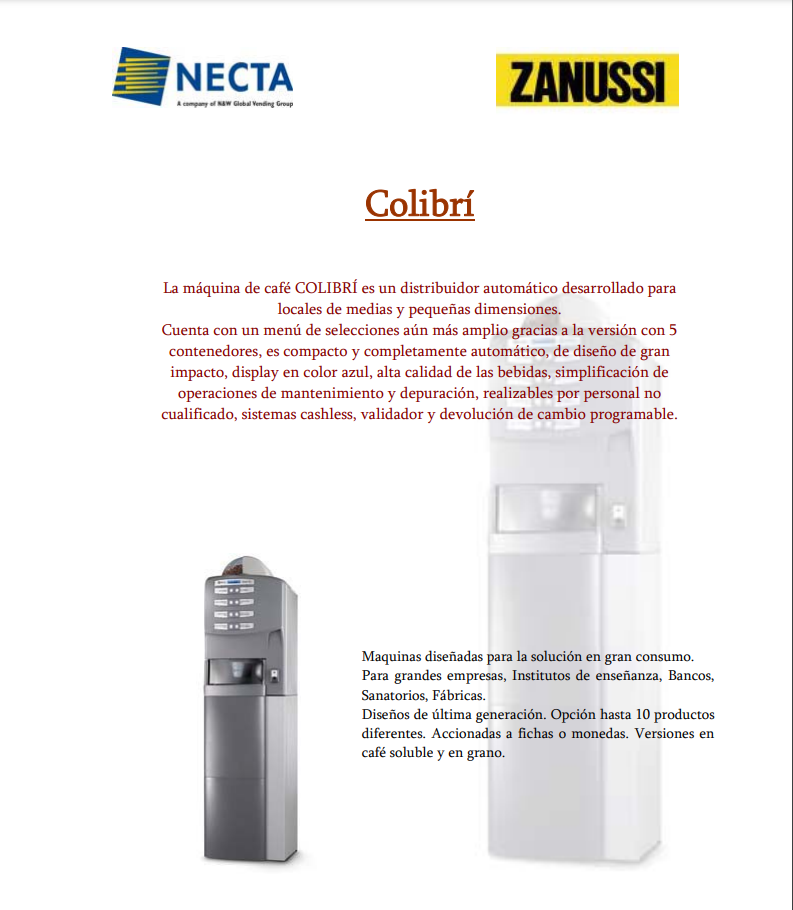 NECTA
A company of N&W Global Vending Group
ZANUSSI
Colibrí
La máquina de café COLIBRÍ es un distribuidor automático desarrollado para
locales de medias y pequeñas dimensiones.
Cuenta con un menú de selecciones aún más amplio gracias a la versión con 5
contenedores, es compacto y completamente automático, de diseño de gran
impacto, display en color azul, alta calidad de las bebidas, simplificación de
operaciones de mantenimiento y depuración, realizables por personal no
cualificado, sistemas cashless, validador y devolución de cambio programable.
Maquinas diseñadas para la solución en gran consumo.
Para grandes empresas, Institutos de enseñanza, Bancos,
Sanatorios, Fábricas.
Diseños de última generación. Opción hasta 10 productos
diferentes. Accionadas a fichas o monedas. Versiones en
café soluble y en grano.